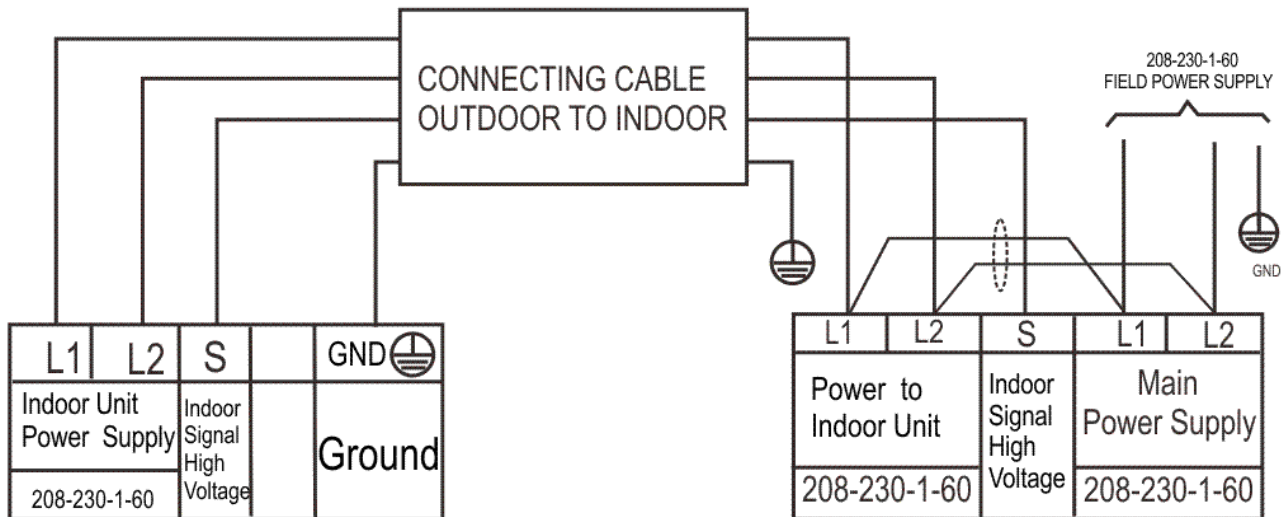 CONNECTING CABLE
OUTDOOR TO INDOOR
208-230-1-60
FIELD POWER SUPPLY
GND
L1 L2 S GND
Indoor Unit
Power Supply
208-230-1-60
Indoor
Signal
High
Voltage
Ground
L1 L2 S L1 L2
Power to
Indoor Unit
208-230-1-60
Indoor
Signal
High
Voltage
Main
Power Supply
208-230-1-60